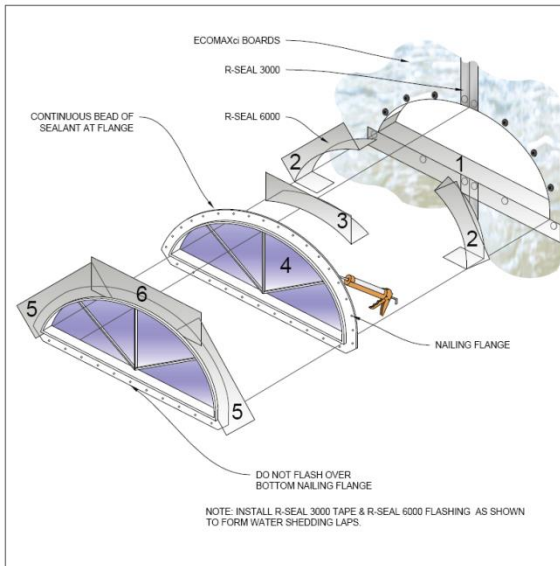 ECOMAXci BOARDS
R-SEAL 3000
R-SEAL 6000
CONTINUOUS BEAD OF
SEALANT AT FLANGE
1
2
2
3
4
5
6
5
NAILING FLANGE
DO NOT FLASH OVER
BOTTOM NAILING FLANGE
NOTE: INSTALL R-SEAL 3000 TAPE & R-SEAL 6000 FLASHING AS SHOWN
TO FORM WATER SHEDDING LAPS.